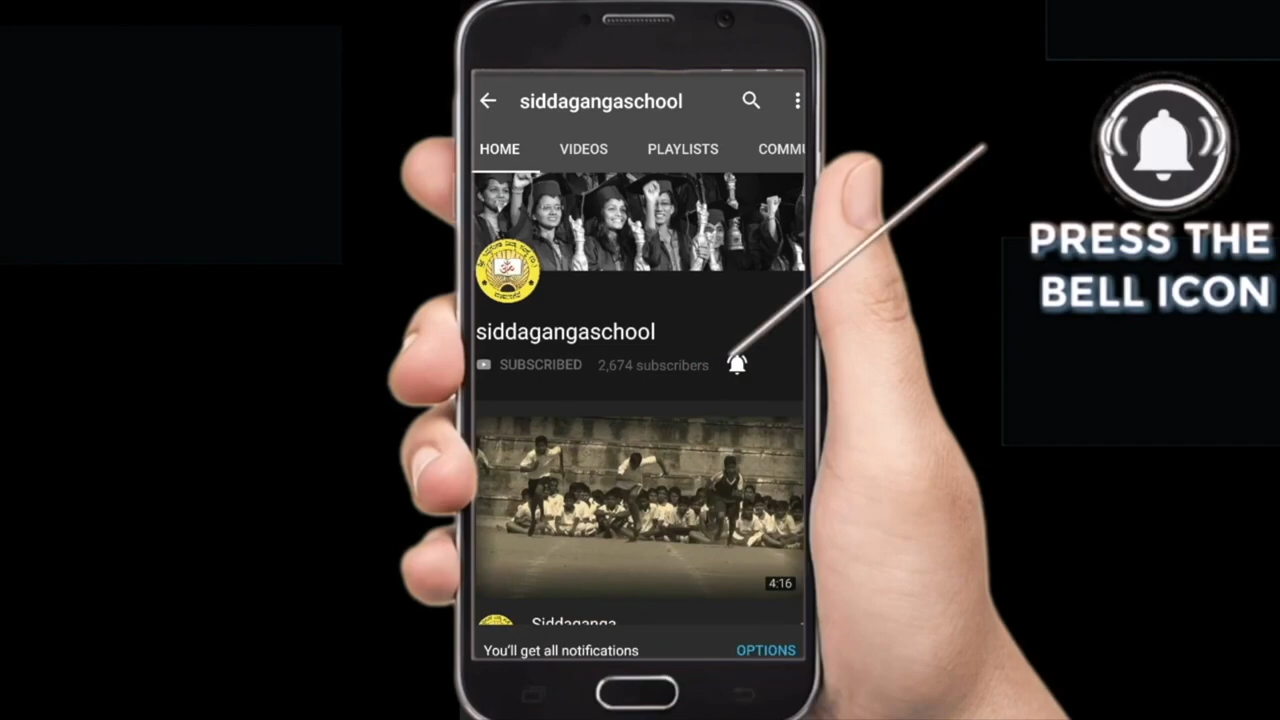 siddagangaschool
HOME VIDEOS PLAYLISTS COMMU
siddagangaschool
SUBSCRIBED 2,674 subscribers
4:16
Siddaganga
You'll get all notifications OPTIONS
PRESS THE
BELL ICON